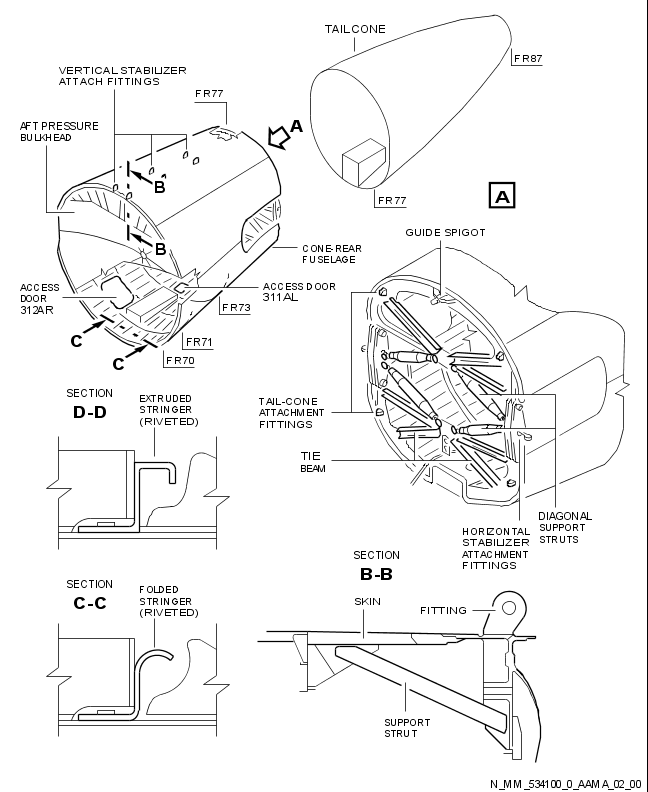 TAILCONE
FR87
VERTICAL STABILIZER
ATTACH FITTINGS
FR77
A
AFT PRESSURE
BULKHEAD
B
FR77
A
GUIDE SPIGOT
B
CONE-REAR
FUSELAGE
ACCESS
DOOR
312AR
ACCESS DOOR
311AL
FR73
C
C
FR71
FR70
SECTION
D-D
EXTRUDED
STRINGER
(RIVETED)
TAIL-CONE
ATTACHMENT
FITTINGS
TIE
BEAM
HORIZONTAL
STABILIZER
ATTACHMENT
FITTINGS
DIAGONAL
SUPPORT
STRUTS
SECTION
B-B
SECTION
C-C
FOLDED
STRINGER
(RIVETED)
SKIN
FITTING
SUPPORT
STRUT
N_MM_534100_0_AAMA_02_00